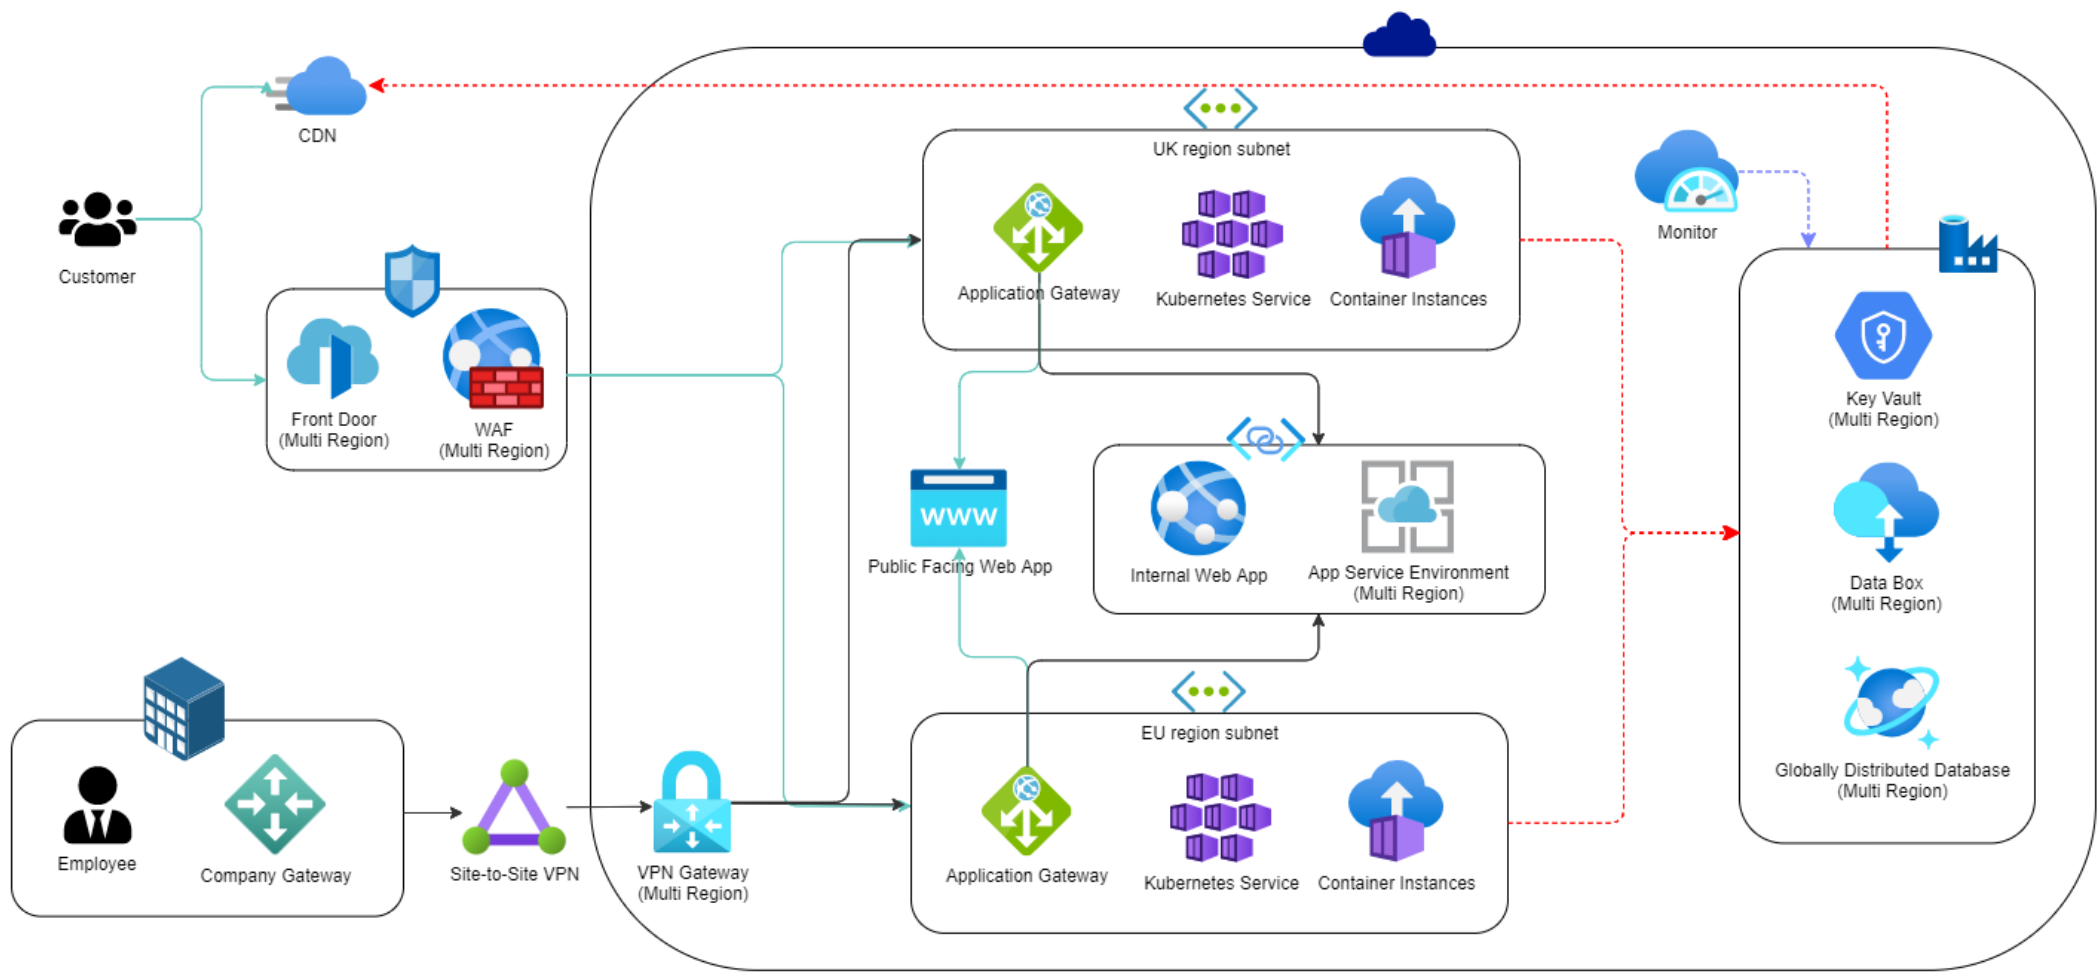 CDN
UK region subnet
Monitor
Customer
Application Gateway
Kubernetes Service
Container Instances
Front Door
(Multi Region)
WAF
(Multi Region)
Key Vault
(Multi Region)
www
Public Facing Web App
Internal Web App
App Service Environment
(Multi Region)
Data Box
(Multi Region)
EU region subnet
Globally Distributed Database
(Multi Region)
Employee
Company Gateway
Site-to-Site VPN
VPN Gateway
(Multi Region)
Application Gateway
Kubernetes Service
Container Instances